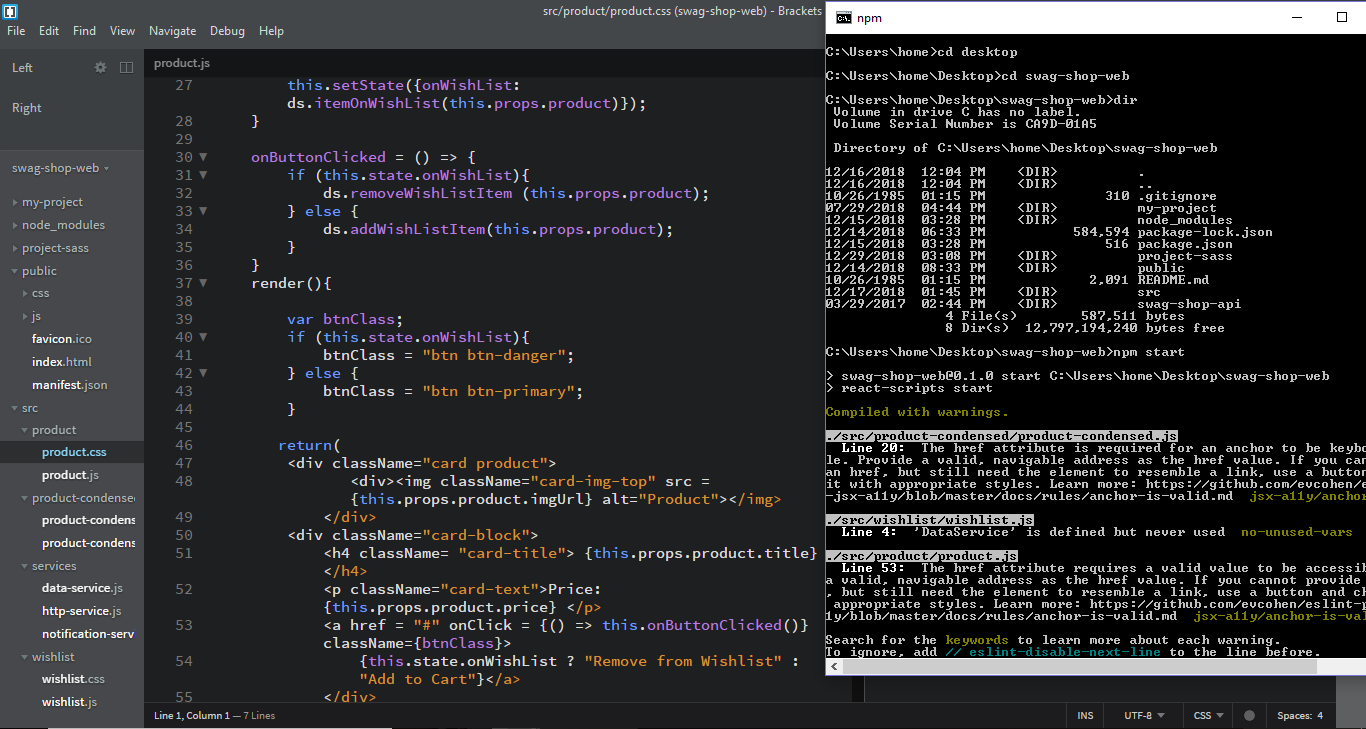 src/product/product.css (swag-shop-web) - Brackets
File Edit Find View Navigate Debug Help
Left
Right
swag-shop-web
my-project
node_modules
project-sass
public
css
js
favicon.ico
index.html
manifest.json
src
product
product.css
product.js
product-condensed
product-condens
product-condens
services
data-service.js
http-service.js
notification-serv
wishlist
wishlist.css
wishlist.js
product.js
27 this.setState({onWishList:
ds.itemOnWishList(this.props.product)});
28 }
29
30 onButtonClicked = () => {
31 if (this.state.onWishList){
32 ds.removeWishListItem (this.props.product);
33 } else {
34 ds.addWishListItem(this.props.product);
35 }
36 }
37 render(){
38
39 var btnClass;
40 if (this.state.onWishList){
41 btnClass = "btn btn-danger";
42 } else {
43 btnClass = "btn btn-primary";
44 }
45
46 return(
47 <div className="card product">
48 <div><img className="card-img-top" src =
{this.props.product.imgUrl} alt="Product"></img>
49 </div>
50 <div className="card-block">
51 <h4 className= "card-title"> {this.props.product.title}
</h4>
52 <p className="card-text">Price:
{this.props.product.price} </p>
53 <a href = "#" onClick = {() => this.onButtonClicked()}
className={btnClass}>
54 {this.state.onWishList ? "Remove from Wishlist" :
"Add to Cart"}</a>
55 </div>
Line 1, Column 1 — 7 Lines
INS UTF-8 CSS Spaces: 4
npm
C:\Users\home>cd desktop
C:\Users\home\Desktop>cd swag-shop-web
C:\Users\home\Desktop\swag-shop-web>dir
Volume in drive C has no label.
Volume Serial Number is CA9D-01A5
Directory of C:\Users\home\Desktop\swag-shop-web
12/16/2018 12:04 PM <DIR> .
12/16/2018 12:04 PM <DIR> ..
10/26/1985 01:15 PM 310 .gitignore
07/29/2018 04:44 PM <DIR> my-project
12/15/2018 03:28 PM <DIR> node_modules
12/14/2018 06:33 PM 584,594 package-lock.json
12/15/2018 03:28 PM 516 package.json
12/29/2018 03:08 PM <DIR> project-sass
12/14/2018 08:33 PM <DIR> public
10/26/1985 01:15 PM 2,091 README.md
12/17/2018 01:45 PM <DIR> src
03/29/2017 02:44 PM <DIR> swag-shop-api
4 File(s) 587,511 bytes
8 Dir(s) 12,797,194,240 bytes free
C:\Users\home\Desktop\swag-shop-web>npm start
> swag-shop-web@0.1.0 start C:\Users\home\Desktop\swag-shop-web
> react-scripts start
Compiled with warnings.
./src/product-condensed/product-condensed.js
Line 20: The href attribute is required for an anchor to be keybo
le. Provide a valid, navigable address as the href value. If you can
an href, but still need the element to resemble a link, use a button
it with appropriate styles. Learn more: https://github.com/evcohen/e
-jsx-a11y/blob/master/docs/rules/anchor-is-valid.md jsx-a11y/anchor
./src/wishlist/wishlist.js
Line 4: 'DataService' is defined but never used no-unused-vars
./src/product/product.js
Line 53: The href attribute requires a valid value to be accessib
a valid, navigable address as the href value. If you cannot provide
, but still need the element to resemble a link, use a button and ch
appropriate styles. Learn more: https://github.com/evcohen/eslint-p
1y/blob/master/docs/rules/anchor-is-valid.md jsx-a11y/anchor-is-val
Search for the keywords to learn more about each warning.
To ignore, add // eslint-disable-next-line to the line before.